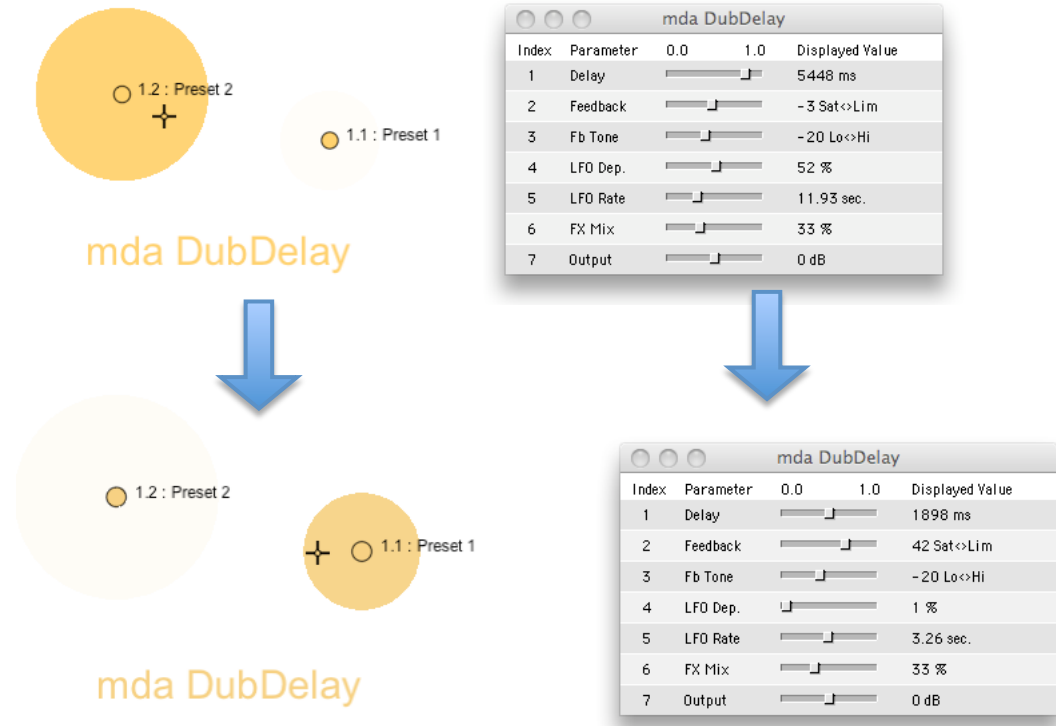 1.2 : Preset 2
1.1 : Preset 1
mda DubDelay
mda DubDelay
Index Parameter 0.0 1.0 Displayed Value
1 Delay 5448 ms
2 Feedback -3 Sat<>Lim
3 Fb Tone -20 Lo<>Hi
4 LFO Dep. 52 %
5 LFO Rate 11.93 sec.
6 FX Mix 33 %
7 Output 0 dB
1.2 : Preset 2
1.1 : Preset 1
mda DubDelay
mda DubDelay
Index Parameter 0.0 1.0 Displayed Value
1 Delay 1898 ms
2 Feedback 42 Sat<>Lim
3 Fb Tone -20 Lo<>Hi
4 LFO Dep. 1 %
5 LFO Rate 3.26 sec.
6 FX Mix 33 %
7 Output 0 dB